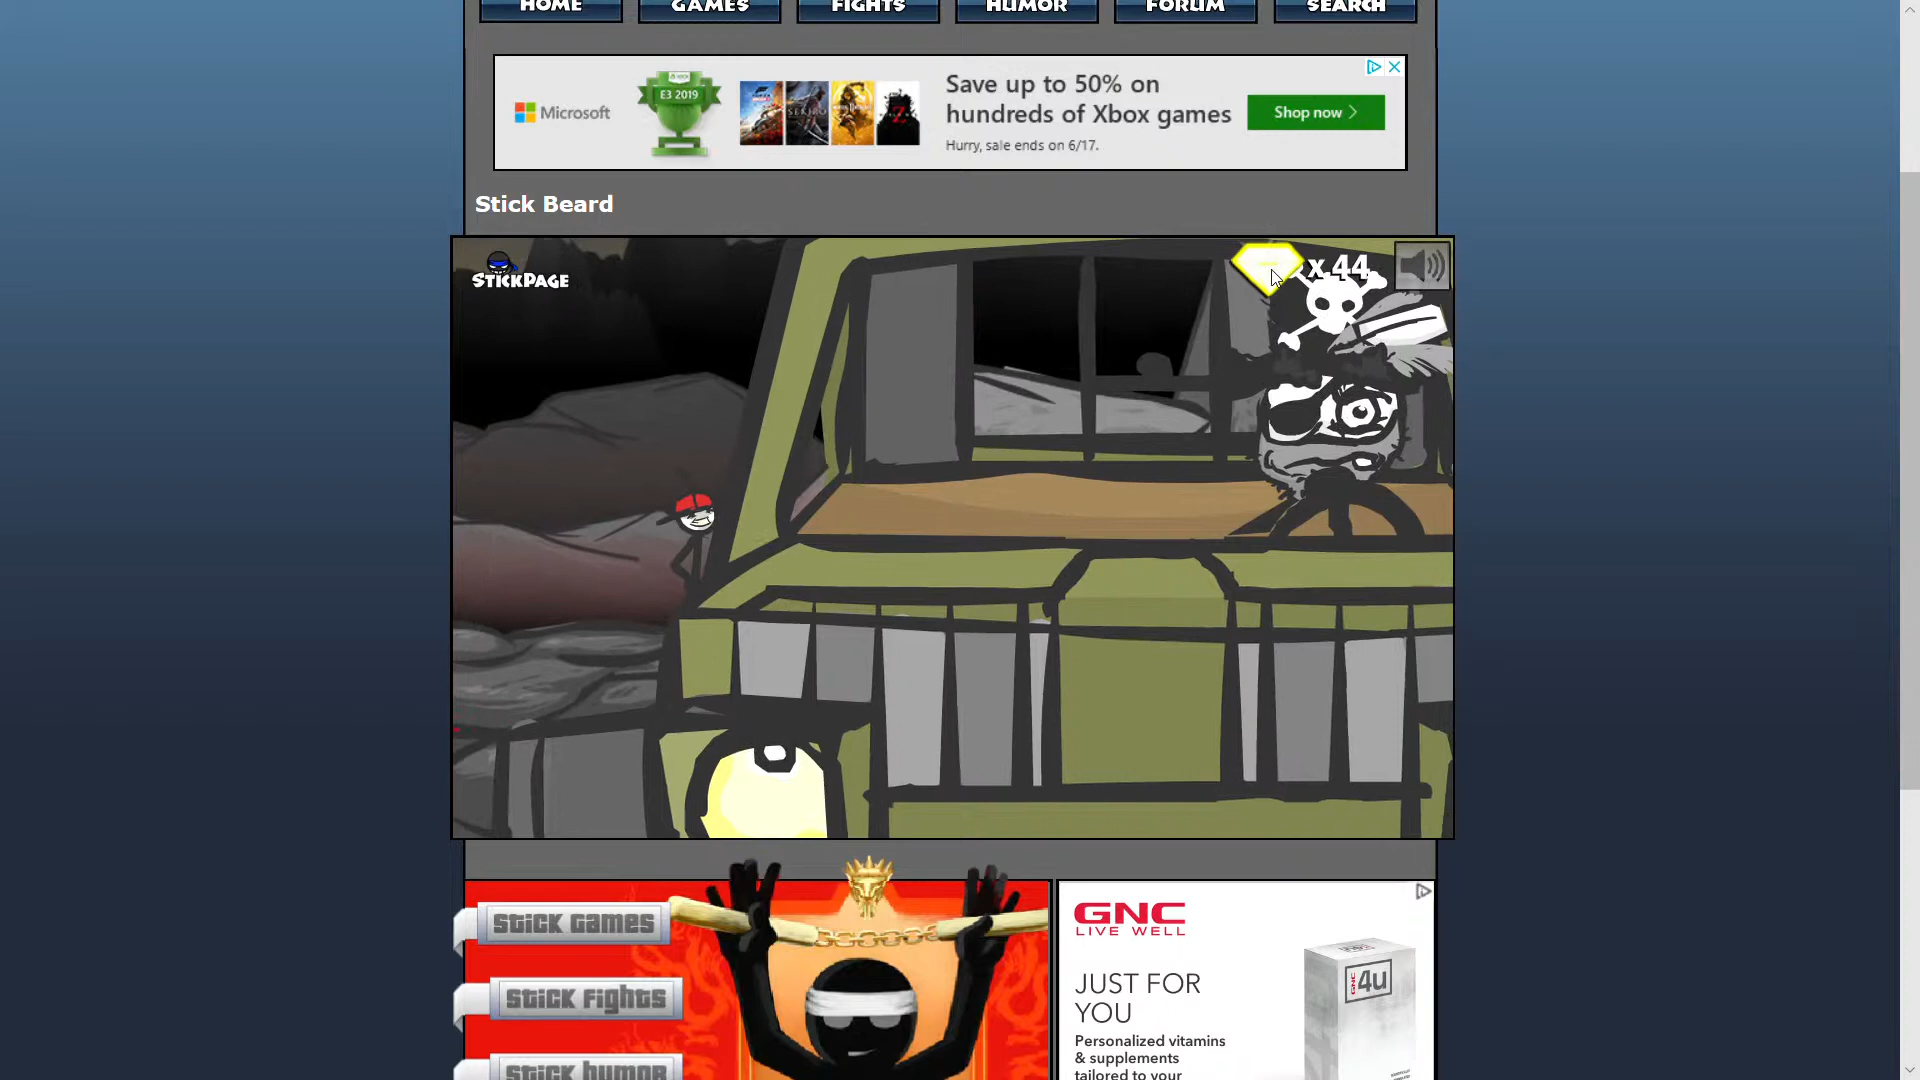 HOME GAMES FIGHTS HUMOR FORUM SEARCH
Microsoft
E3 2019
SEKIRO
Z
Save up to 50% on
hundreds of Xbox games
Hurry, sale ends on 6/17.
Shop now >
Stick Beard
STICKPAGE
x 44
STICK GAMES
STICK FIGHTS
STICK HUMOR
GNC
LIVE WELL
JUST FOR
YOU
Personalized vitamins
& supplements
tailored to your
GNC 4u